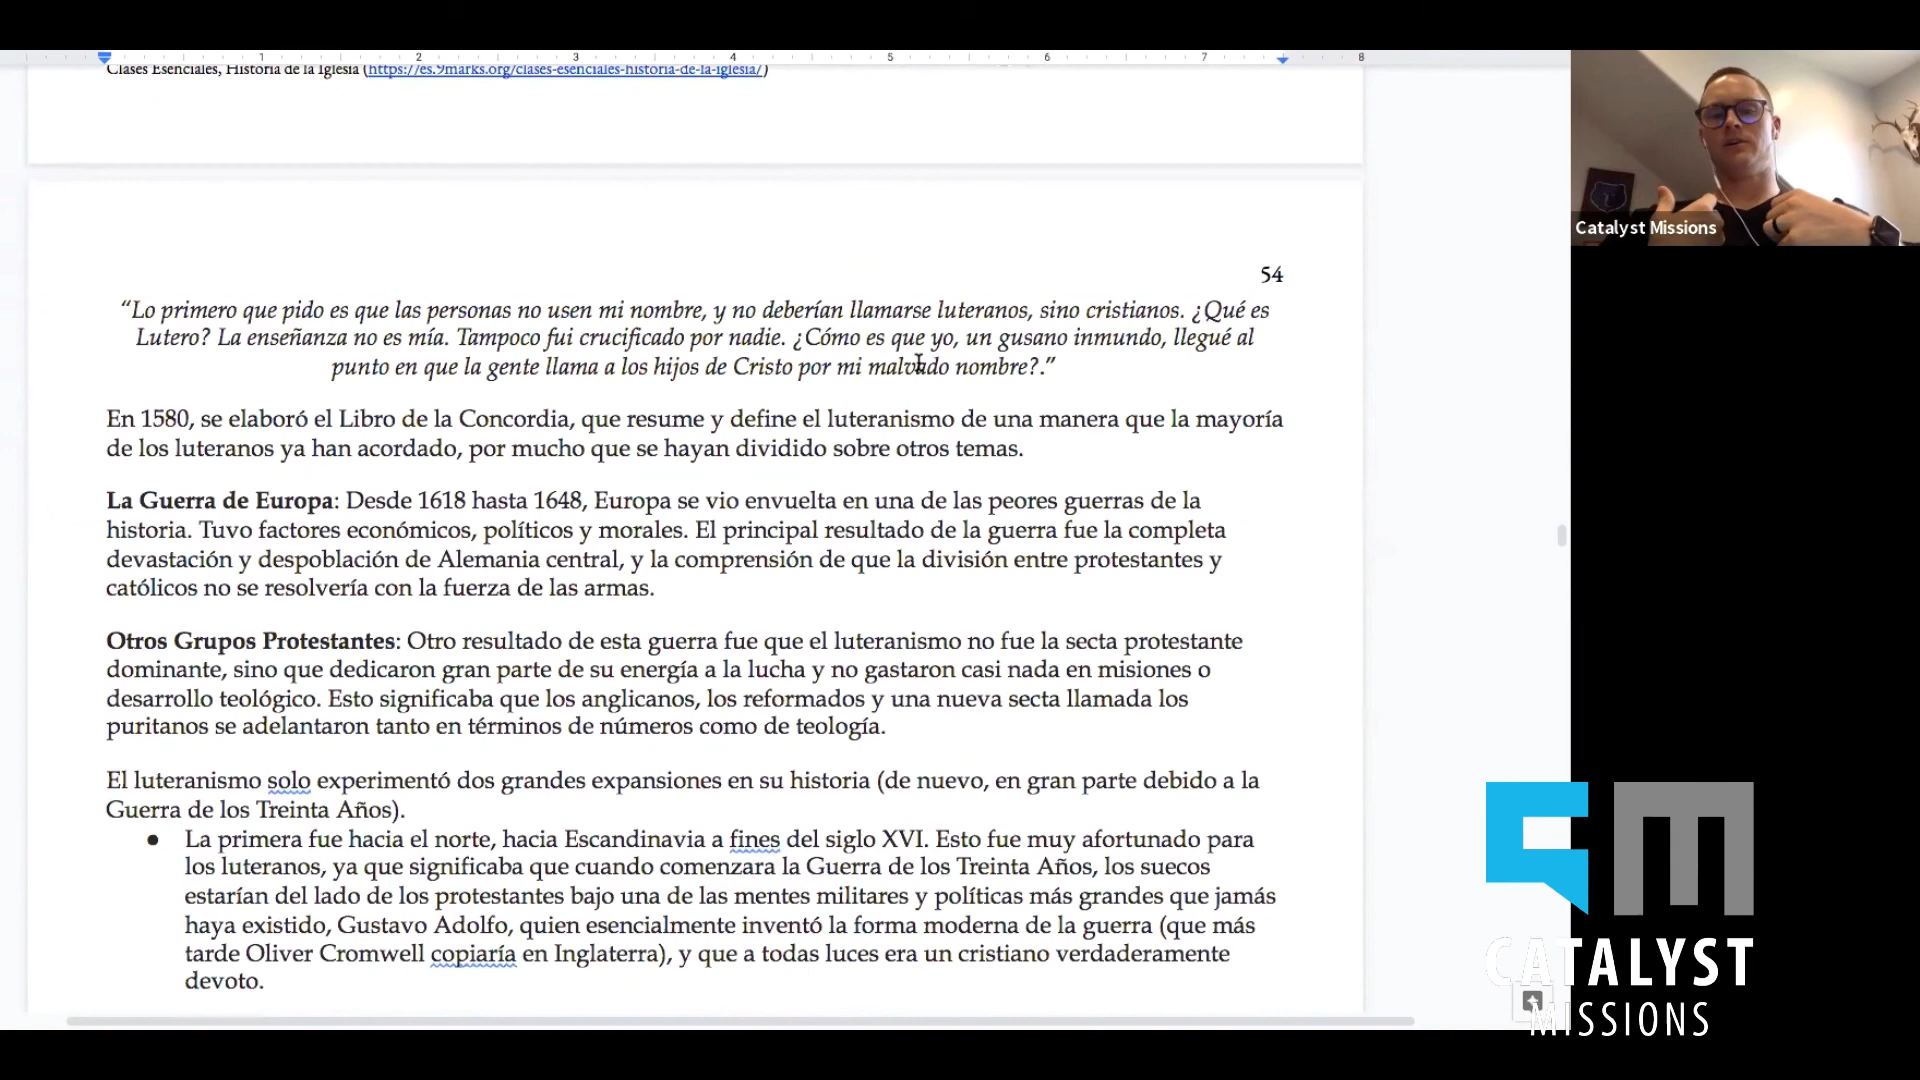 1 2 3 4 5 6 7 8
Clases Esenciales, Historia de la Iglesia (https://es.9marks.org/clases-esenciales-historia-de-la-iglesia/)
54
“Lo primero que pido es que las personas no usen mi nombre, y no deberían llamarse luteranos, sino cristianos. ¿Qué es
Lutero? La enseñanza no es mía. Tampoco fui crucificado por nadie. ¿Cómo es que yo, un gusano inmundo, llegué al
punto en que la gente llama a los hijos de Cristo por mi malvado nombre?.”
En 1580, se elaboró el Libro de la Concordia, que resume y define el luteranismo de una manera que la mayoría
de los luteranos ya han acordado, por mucho que se hayan dividido sobre otros temas.
La Guerra de Europa: Desde 1618 hasta 1648, Europa se vio envuelta en una de las peores guerras de la
historia. Tuvo factores económicos, políticos y morales. El principal resultado de la guerra fue la completa
devastación y despoblación de Alemania central, y la comprensión de que la división entre protestantes y
católicos no se resolvería con la fuerza de las armas.
Otros Grupos Protestantes: Otro resultado de esta guerra fue que el luteranismo no fue la secta protestante
dominante, sino que dedicaron gran parte de su energía a la lucha y no gastaron casi nada en misiones o
desarrollo teológico. Esto significaba que los anglicanos, los reformados y una nueva secta llamada los
puritanos se adelantaron tanto en términos de números como de teología.
El luteranismo solo experimentó dos grandes expansiones en su historia (de nuevo, en gran parte debido a la
Guerra de los Treinta Años).
● La primera fue hacia el norte, hacia Escandinavia a fines del siglo XVI. Esto fue muy afortunado para
los luteranos, ya que significaba que cuando comenzara la Guerra de los Treinta Años, los suecos
estarían del lado de los protestantes bajo una de las mentes militares y políticas más grandes que jamás
haya existido, Gustavo Adolfo, quien esencialmente inventó la forma moderna de la guerra (que más
tarde Oliver Cromwell copiaría en Inglaterra), y que a todas luces era un cristiano verdaderamente
devoto.
Catalyst Missions
CATALYST
MISSIONS